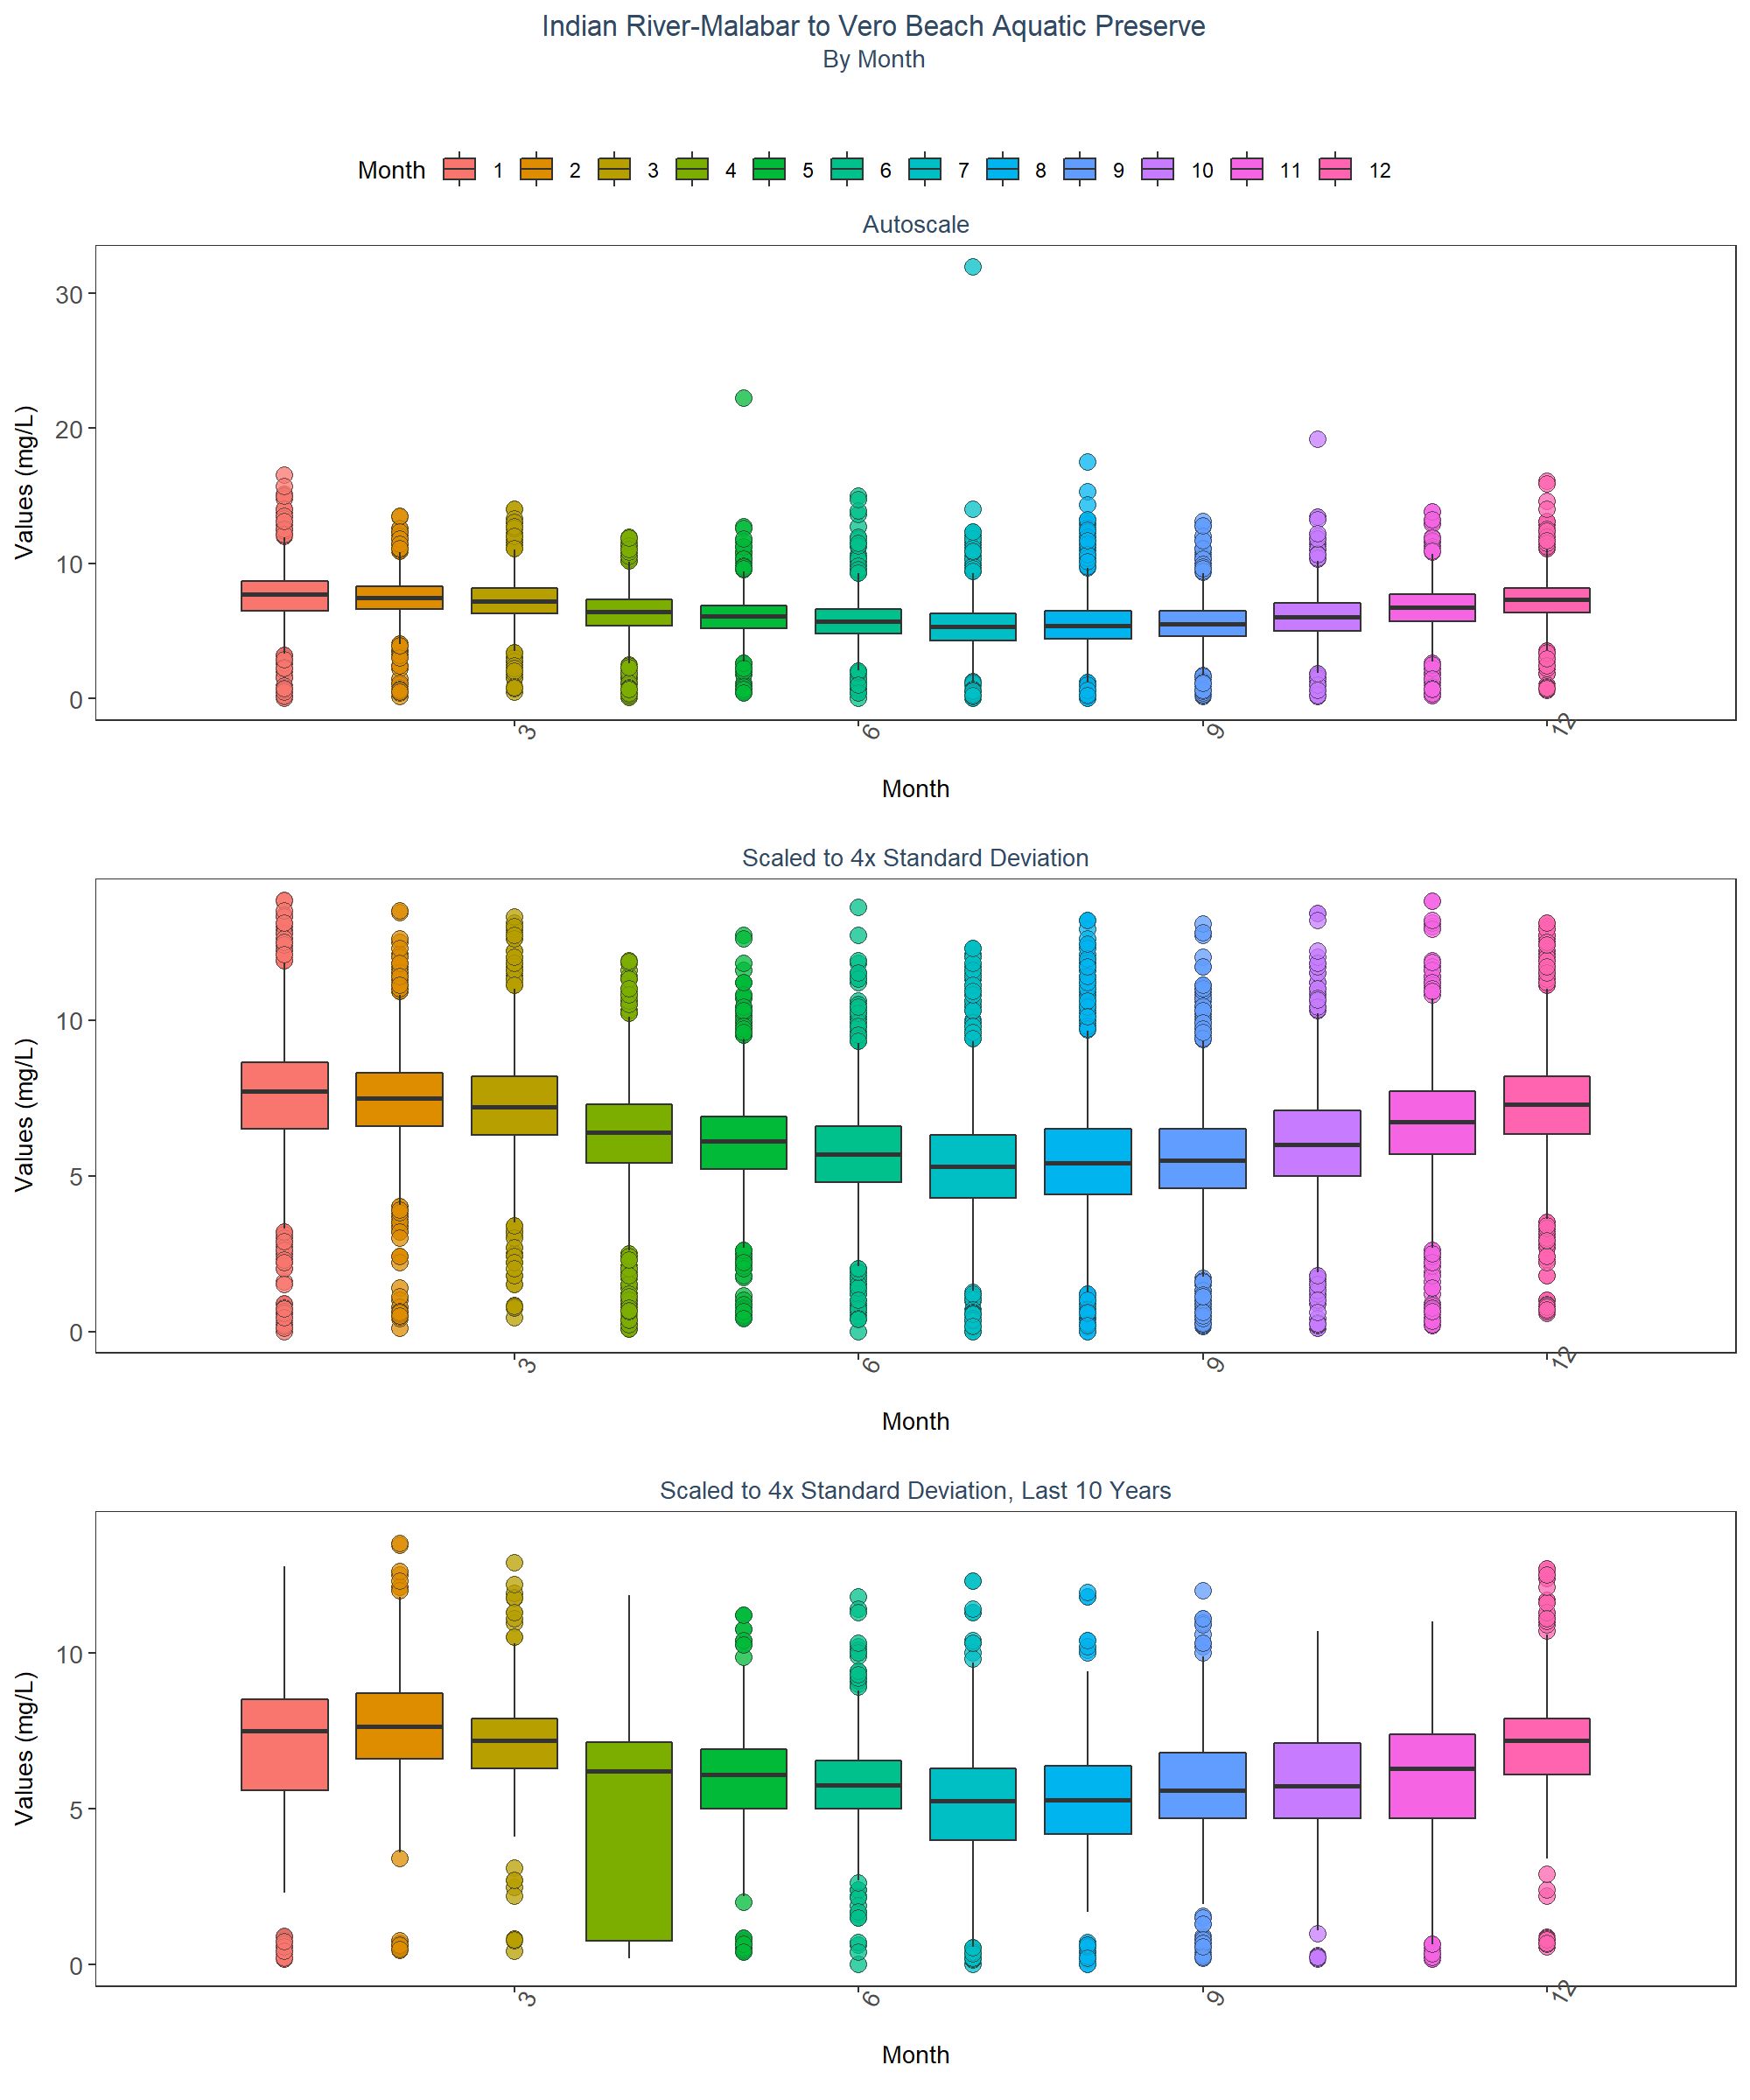 Indian River-Malabar to Vero Beach Aquatic Preserve
By Month
Month 1 2 3 4 5 6 7 8 9 10 11 12
Autoscale
Values (mg/L)
30
20
10
0
3 6 9 12
Month
Scaled to 4x Standard Deviation
Values (mg/L)
10
5
0
3 6 9 12
Month
Scaled to 4x Standard Deviation, Last 10 Years
Values (mg/L)
10
5
0
3 6 9 12
Month